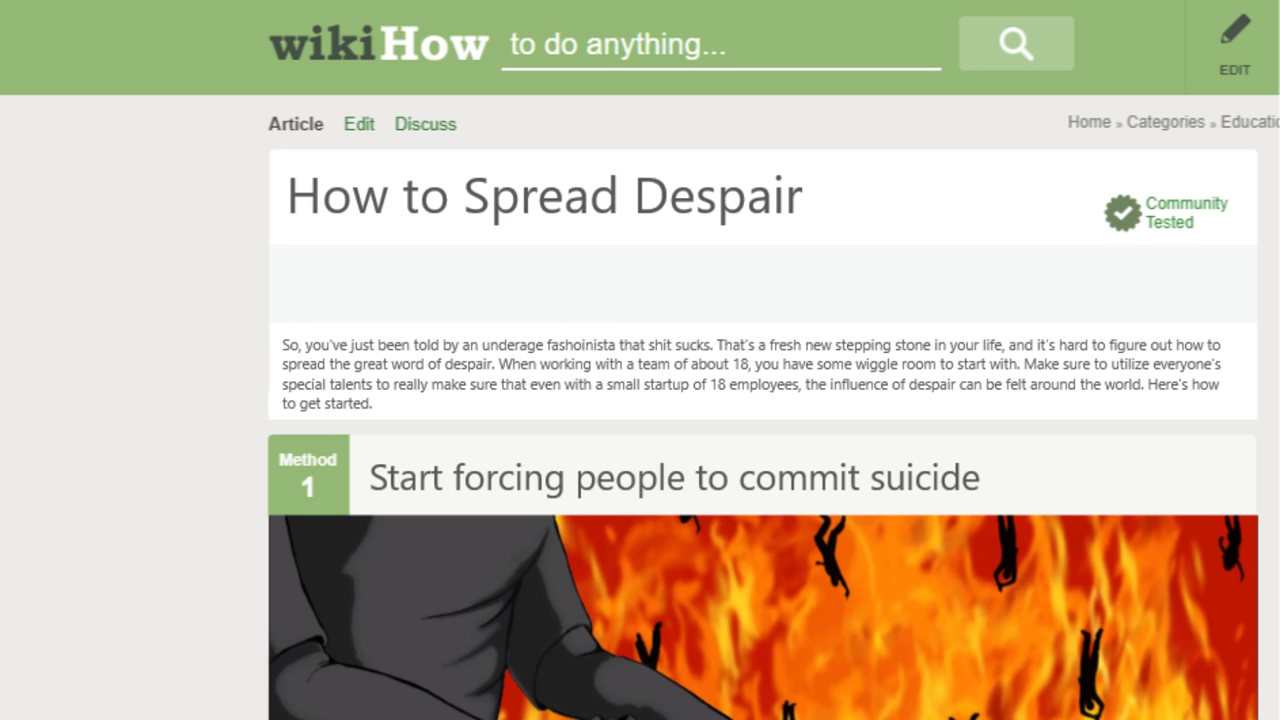 wikiHow to do anything...
EDIT
Article Edit Discuss
Home » Categories » Educatio
How to Spread Despair
Community
Tested
So, you've just been told by an underage fashoinista that shit sucks. That's a fresh new stepping stone in your life, and it's hard to figure out how to
spread the great word of despair. When working with a team of about 18, you have some wiggle room to start with. Make sure to utilize everyone's
special talents to really make sure that even with a small startup of 18 employees, the influence of despair can be felt around the world. Here's how
to get started.
Method
1
Start forcing people to commit suicide